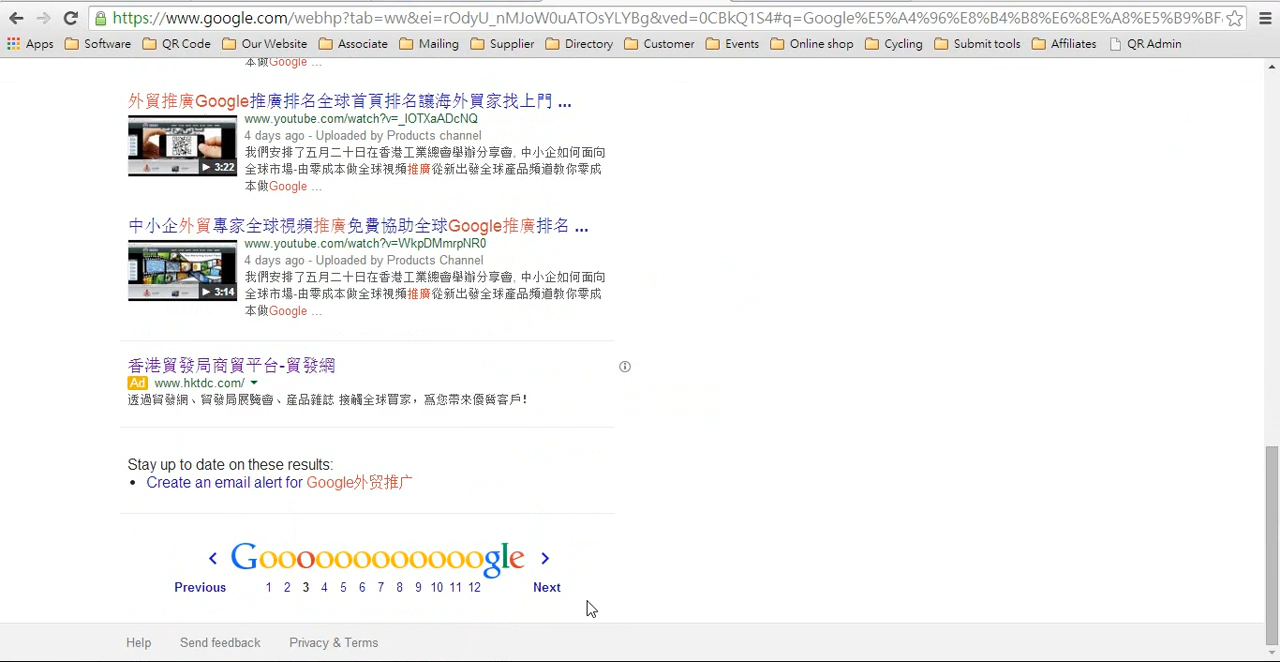 https://www.google.com/webhp?tab=ww&ei=rOdyU_nMJoW0uATOsYLYBg&ved=0CBkQ1S4#q=Google%E5%A4%96%E8%B4%B8%E6%8E%A8%E5%B9%BF
Apps Software QR Code Our Website Associate Mailing Supplier Directory Customer Events Online shop Cycling Submit tools Affiliates QR Admin
本做Google ...
外貿推廣Google推廣排名全球首頁排名讓海外買家找上門 ...
www.youtube.com/watch?v=_IOTXaADcNQ
4 days ago - Uploaded by Products channel
我們安排了五月二十日在香港工業總會舉辦分享會, 中小企如何面向
全球市場-由零成本做全球視頻推廣從新出發全球產品頻道教你零成
本做Google ...
3:22
中小企外貿專家全球視頻推廣免費協助全球Google推廣排名 ...
www.youtube.com/watch?v=WkpDMmrpNR0
4 days ago - Uploaded by Products Channel
我們安排了五月二十日在香港工業總會舉辦分享會, 中小企如何面向
全球市場-由零成本做全球視頻推廣從新出發全球產品頻道教你零成
本做Google ...
3:14
香港貿發局商貿平台-貿發網
Ad www.hktdc.com/
透過貿發網、貿發局展覽會、產品雜誌 接觸全球買家，為您帶來優質客戶!
Stay up to date on these results:
• Create an email alert for Google外贸推广
Goooooooooooogle
Previous 1 2 3 4 5 6 7 8 9 10 11 12 Next
Help Send feedback Privacy & Terms